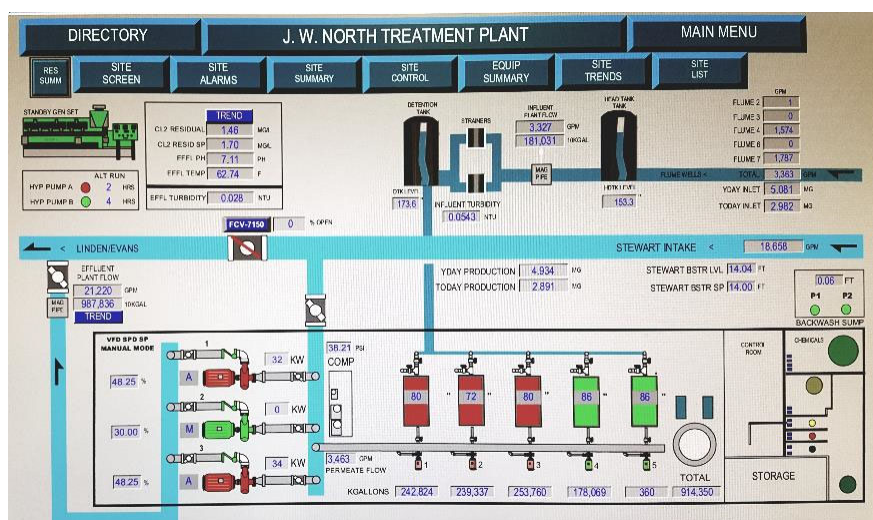 DIRECTORY
J. W. NORTH TREATMENT PLANT
MAIN MENU
RES SUMM
SITE SCREEN
SITE ALARMS
SITE SUMMARY
SITE CONTROL
EQUIP SUMMARY
SITE TRENDS
SITE LIST
STANDBY GEN SET
ALT RUN
HYP PUMP A 2 HRS
HYP PUMP B 4 HRS
TREND
CL2 RESIDUAL 1.46 MG/L
CL2 RESID SP 1.70 MG/L
EFFL PH 7.11 PH
EFFL TEMP 62.74 F
EFFL TURBIDITY 0.028 NTU
DETENTION TANK
DTK LEVEL
173.6
STRAINERS
INFLUENT TURBIDITY
0.0543 NTU
INFLUENT PLANT FLOW
3,327 GPM
181,031 10KGAL
MAG PIPE
HEAD TANK TANK
HDTK LEVEL
153.3
GPM
FLUME 2 1
FLUME 3 0
FLUME 4 1,574
FLUME 6 0
FLUME 7 1,787
FLUME WELLS < TOTAL 3,363 GPM
YDAY INLET 5.081 MG
TODAY INLET 2.982 MG
FCV-7150 0 % OPEN
< LINDEN/EVANS
STEWART INTAKE < 18,658 GPM
EFFLUENT PLANT FLOW
21,220 GPM
987,836 10KGAL
TREND
MAG PIPE
YDAY PRODUCTION 4.934 MG
TODAY PRODUCTION 2.891 MG
STEWART BSTR LVL 14.04 FT
STEWART BSTR SP 14.00 FT
0.06 FT
P1 P2
BACKWASH SUMP
VFD SPD SP
MANUAL MODE
1
48.25 % A 32 KW
2
30.00 % M 0 KW
3
48.25 % A 34 KW
38.21 PSI
COMP
3,463 GPM
PERMEATE FLOW
80 " 72 " 80 " 86 " 86 "
1 2 3 4 5
KGALLONS 242,824 239,337 253,760 178,069 360
TOTAL
914,350
CONTROL ROOM
CHEMICALS
STORAGE